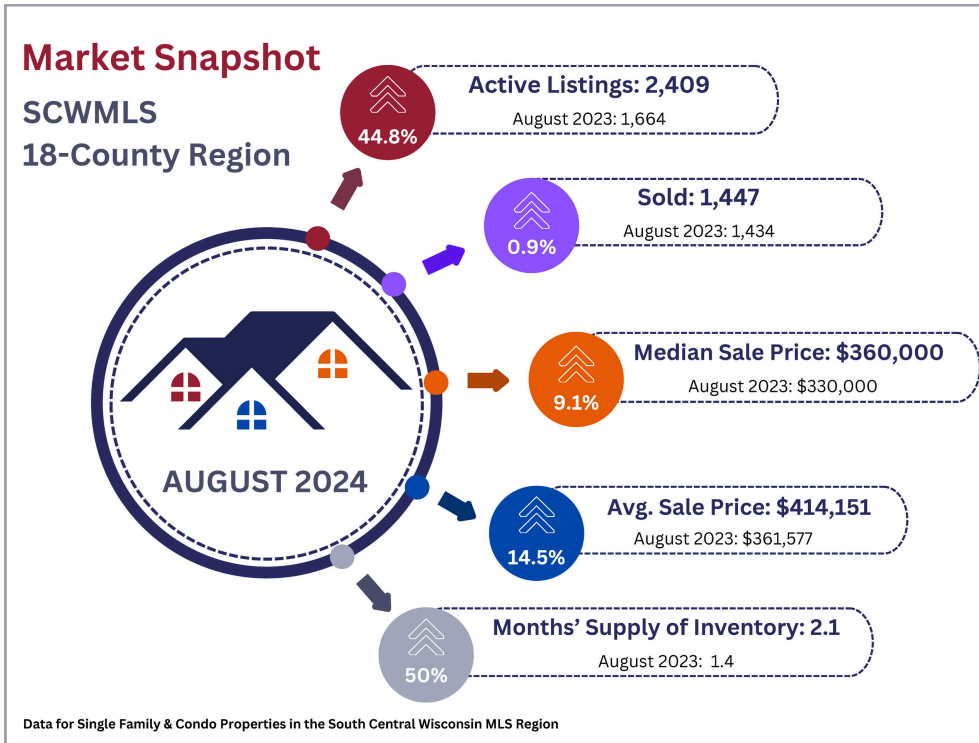 Market Snapshot
SCWMLS
18-County Region
44.8%
Active Listings: 2,409
August 2023: 1,664
0.9%
Sold: 1,447
August 2023: 1,434
9.1%
Median Sale Price: $360,000
August 2023: $330,000
AUGUST 2024
14.5%
Avg. Sale Price: $414,151
August 2023: $361,577
50%
Months’ Supply of Inventory: 2.1
August 2023: 1.4
Data for Single Family & Condo Properties in the South Central Wisconsin MLS Region